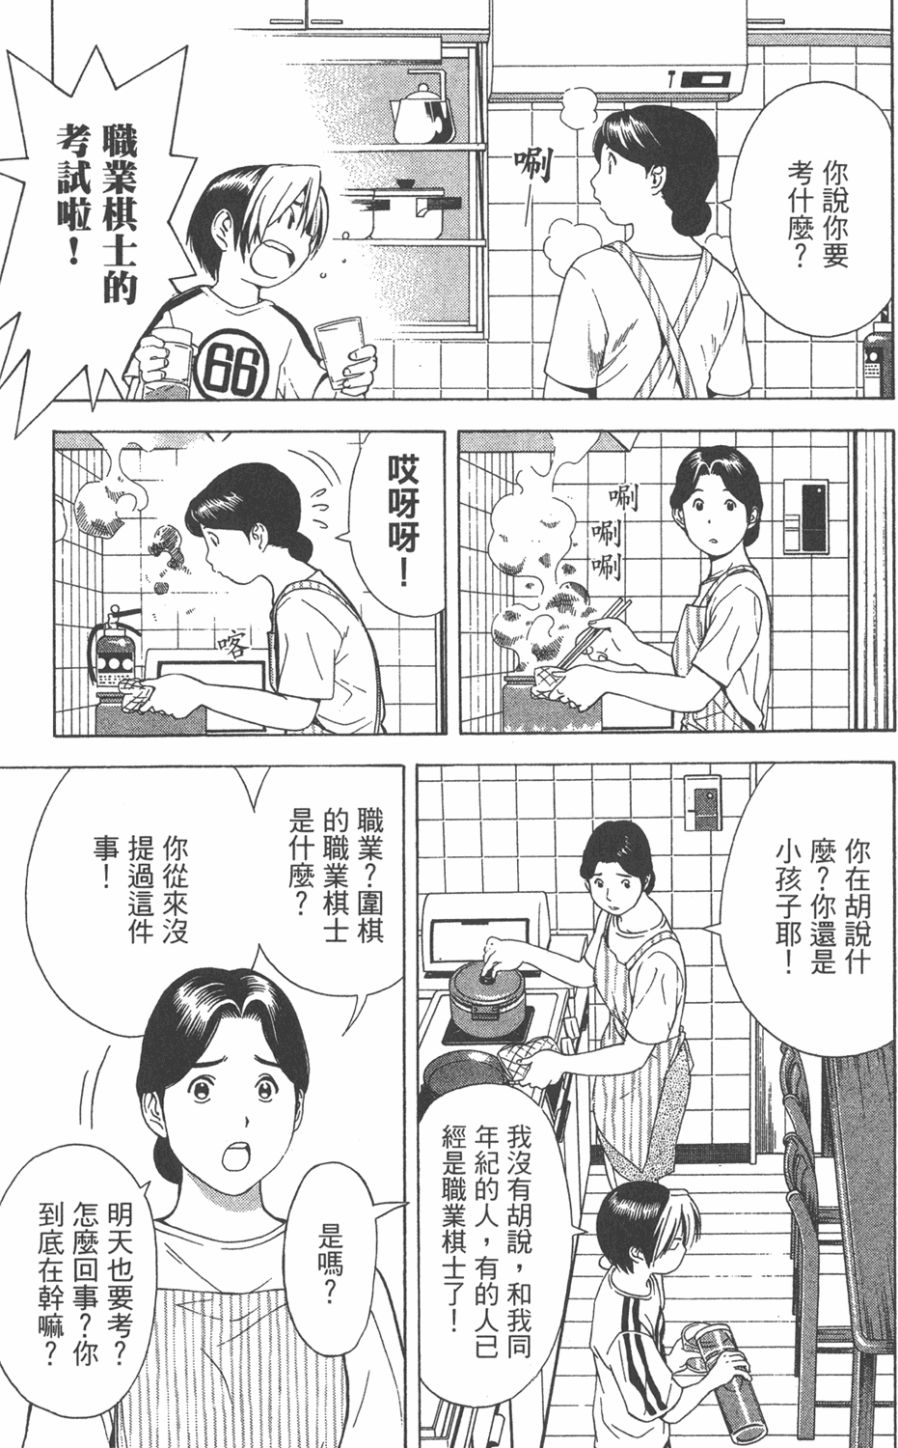 你說你要
考什麼？
唰
職業棋士的
考試啦！
66
唰
唰
唰
哎呀呀！
喀
你在胡說什
麼？你還是
小孩子耶！
我沒有胡說，和我同
年紀的人，有的人已
經是職業棋士了！
職業？圍棋
的職業棋士
是什麼？
你從來沒
提過這件
事！
是嗎？
明天也要考？
怎麼回事？你
到底在幹嘛？